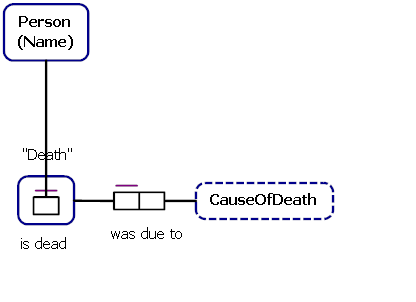 Person
(Name)
"Death"
CauseOfDeath
is dead
was due to